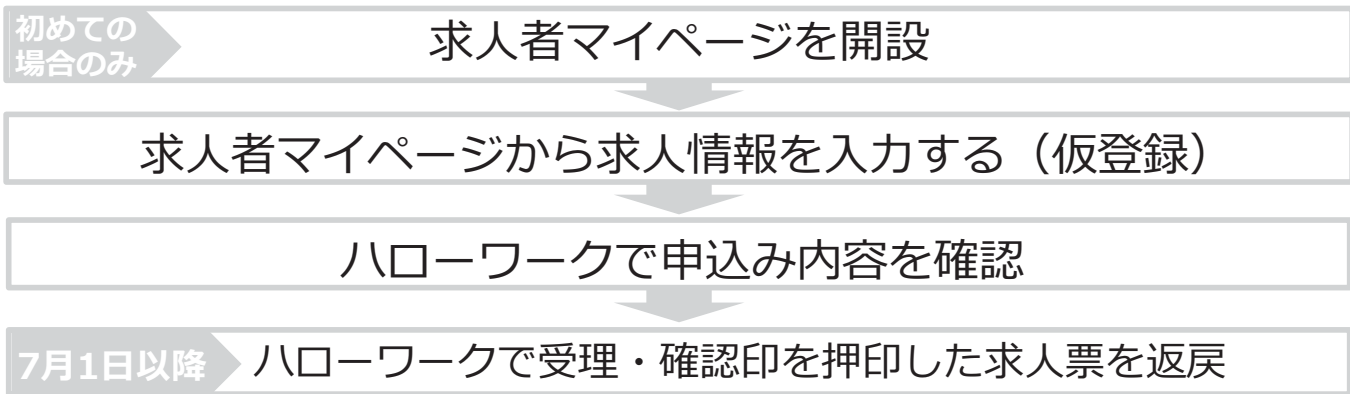 初めての
場合のみ
求人者マイページを開設
求人者マイページから求人情報を入力する（仮登録）
ハローワークで申込み内容を確認
7月1日以降
ハローワークで受理・確認印を押印した求人票を返戻